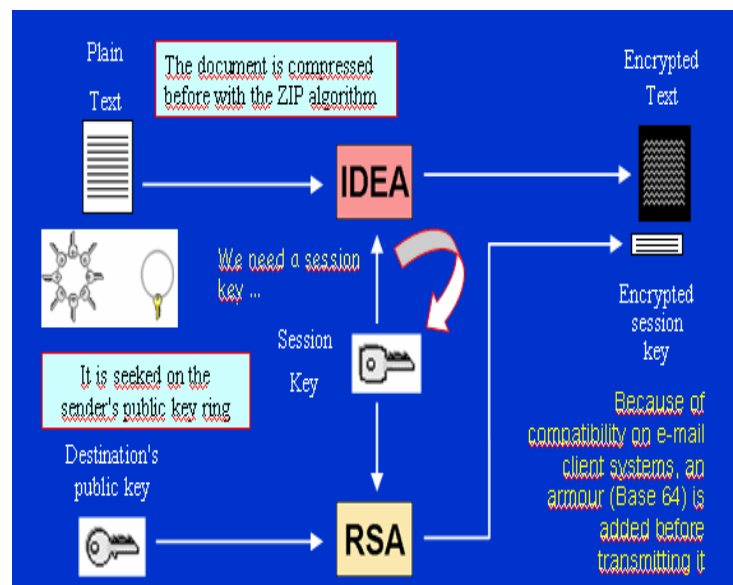 Plain
Text
The document is compressed
before with the ZIP algorithm
Encrypted
Text
IDEA
We need a session
key ...
Session
Key
Encrypted
session
key
It is seeked on the
sender's public key ring
Destination's
public key
RSA
Because of
compatibility on e-mail
client systems, an
armour (Base 64) is
added before
transmitting it